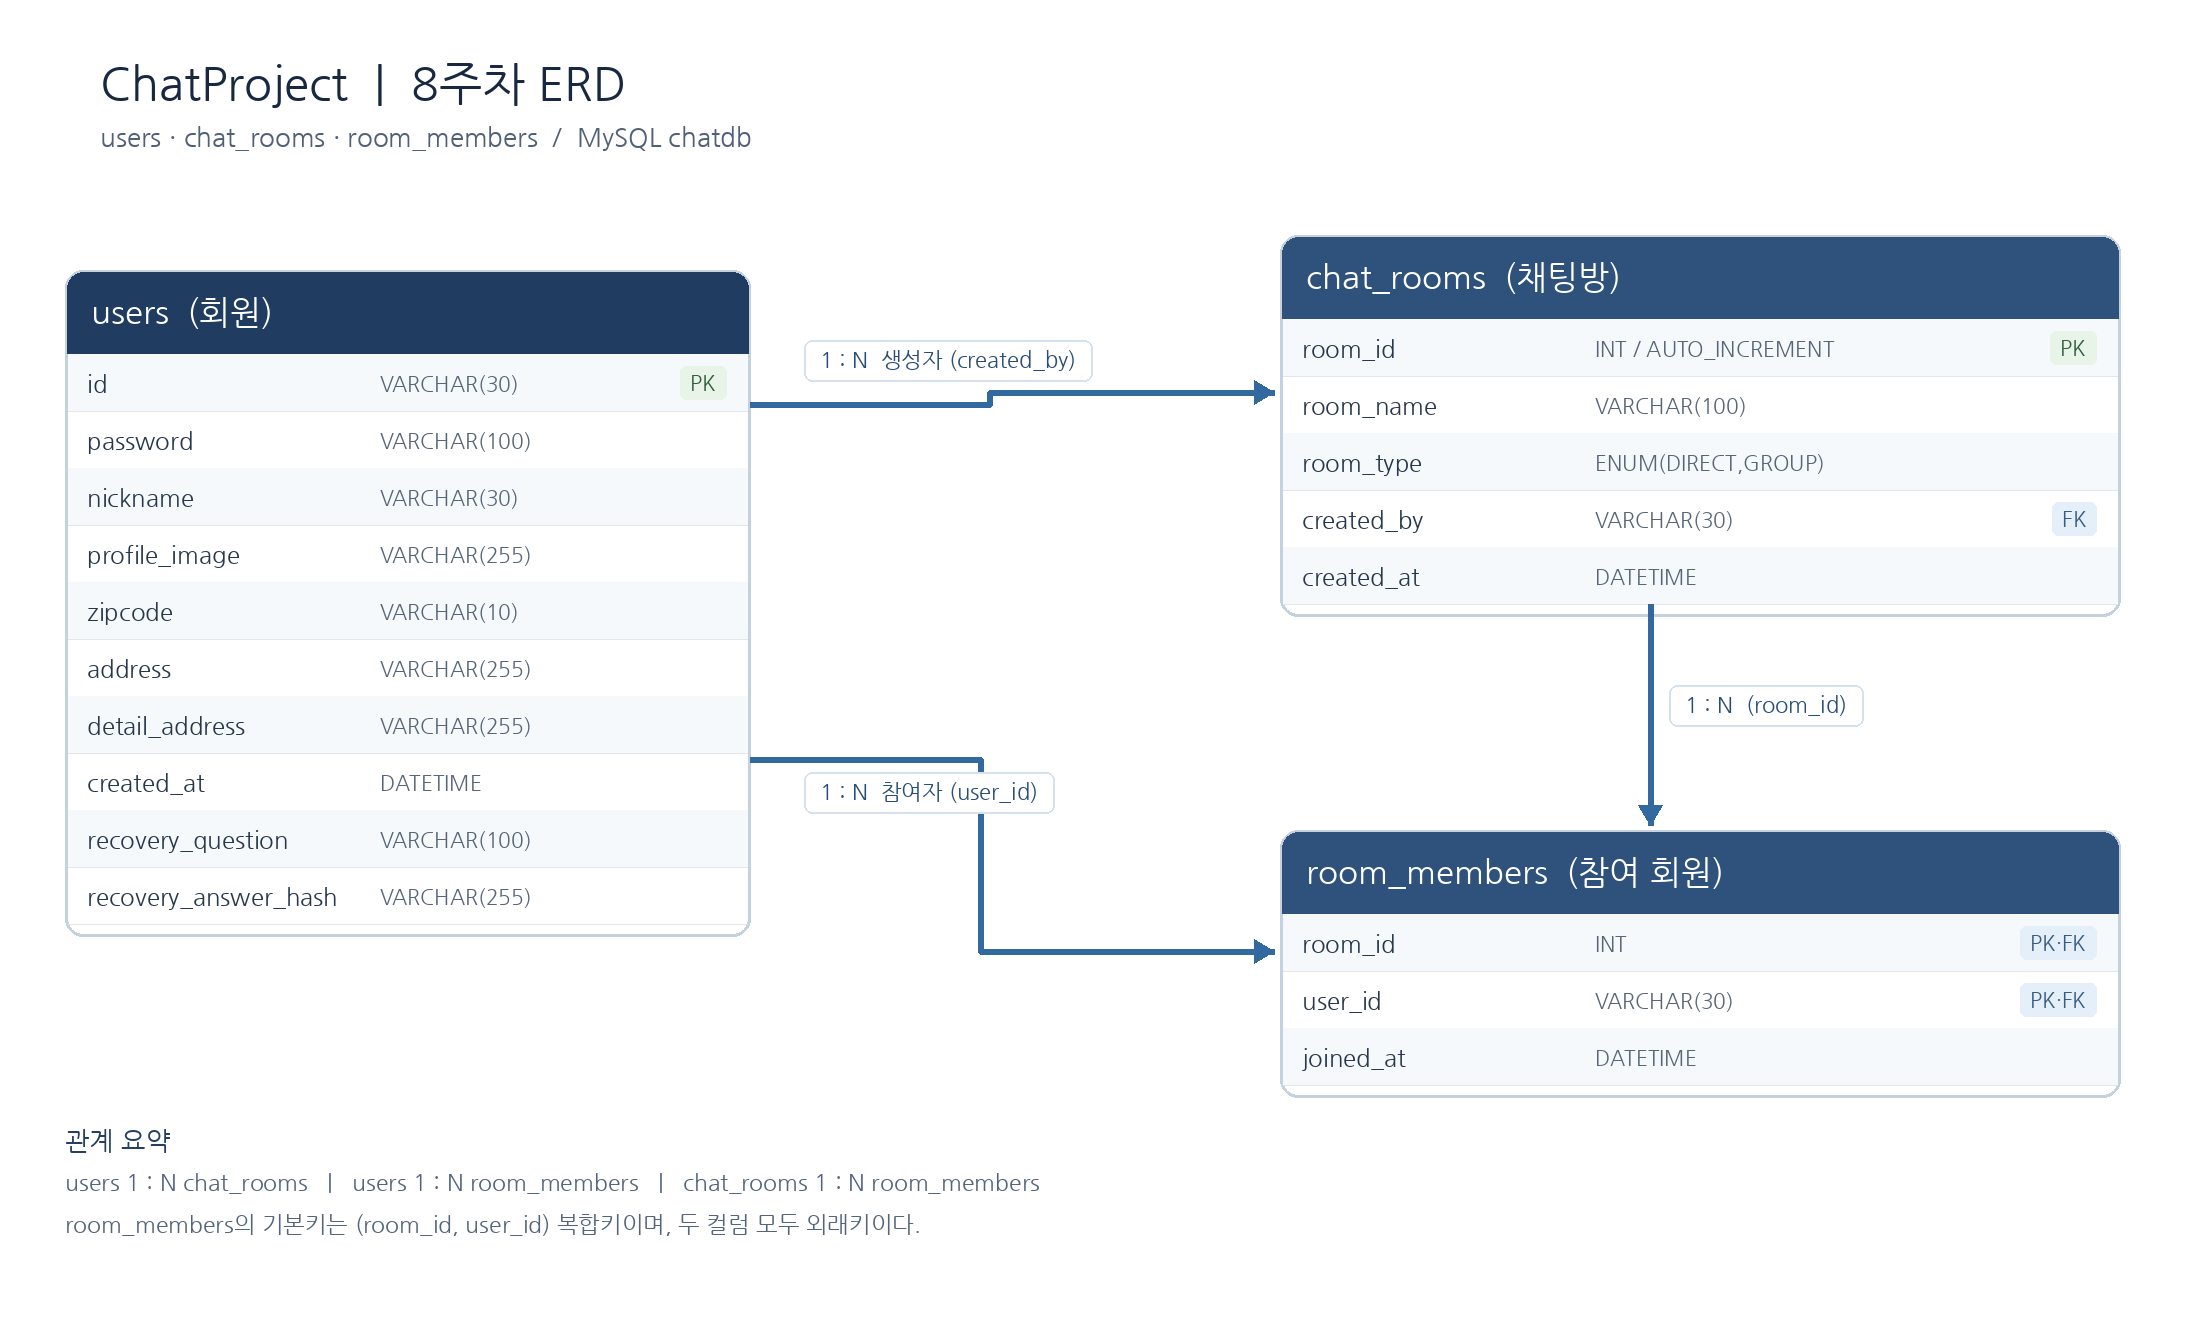 ChatProject | 8주차 ERD
users · chat_rooms · room_members / MySQL chatdb
users (회원)
id VARCHAR(30) PK
password VARCHAR(100)
nickname VARCHAR(30)
profile_image VARCHAR(255)
zipcode VARCHAR(10)
address VARCHAR(255)
detail_address VARCHAR(255)
created_at DATETIME
recovery_question VARCHAR(100)
recovery_answer_hash VARCHAR(255)
1 : N 생성자 (created_by)
1 : N 참여자 (user_id)
chat_rooms (채팅방)
room_id INT / AUTO_INCREMENT PK
room_name VARCHAR(100)
room_type ENUM(DIRECT,GROUP)
created_by VARCHAR(30) FK
created_at DATETIME
1 : N (room_id)
room_members (참여 회원)
room_id INT PK·FK
user_id VARCHAR(30) PK·FK
joined_at DATETIME
관계 요약
users 1 : N chat_rooms | users 1 : N room_members | chat_rooms 1 : N room_members
room_members의 기본키는 (room_id, user_id) 복합키이며, 두 컬럼 모두 외래키이다.